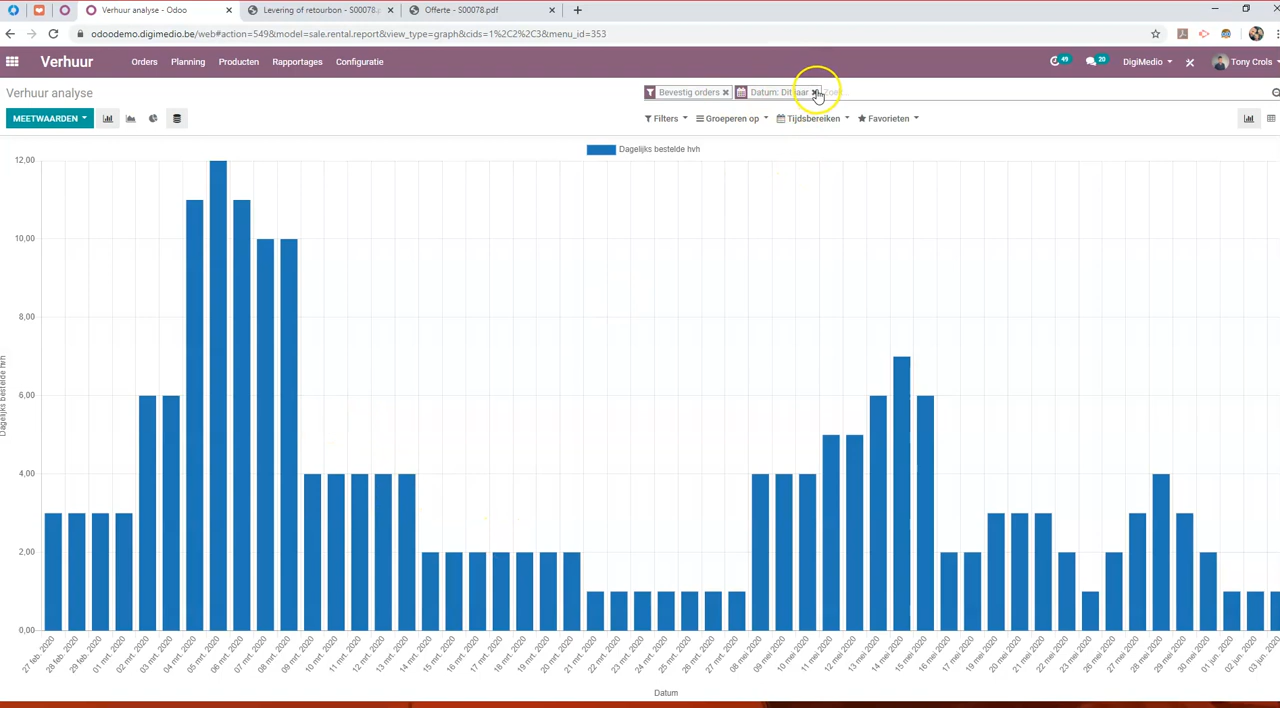 Verhuur analyse - Odoo
Levering of retourbon - S00078.
Offerte - S00078.pdf
odoodemo.digimedio.be/web#action=549&model=sale.rental.report&view_type=graph&cids=1%2C2%2C3&menu_id=353
Verhuur Orders Planning Producten Rapportages Configuratie 49 20 DigiMedio Tony Crols
Verhuur analyse
Bevestig orders Datum: Dit jaar Zoek...
MEETWAARDEN
Filters Groeperen op Tijdsbereiken Favorieten
Dagelijks bestelde hvh
12,00
10,00
8,00
6,00
4,00
2,00
0,00
Dagelijks bestelde hvh
27 feb. 2020
28 feb. 2020
29 feb. 2020
01 mrt. 2020
02 mrt. 2020
03 mrt. 2020
04 mrt. 2020
05 mrt. 2020
06 mrt. 2020
07 mrt. 2020
08 mrt. 2020
09 mrt. 2020
10 mrt. 2020
11 mrt. 2020
12 mrt. 2020
13 mrt. 2020
14 mrt. 2020
15 mrt. 2020
16 mrt. 2020
17 mrt. 2020
18 mrt. 2020
19 mrt. 2020
20 mrt. 2020
21 mrt. 2020
22 mrt. 2020
23 mrt. 2020
24 mrt. 2020
25 mrt. 2020
26 mrt. 2020
27 mrt. 2020
08 mei 2020
09 mei 2020
10 mei 2020
11 mei 2020
12 mei 2020
13 mei 2020
14 mei 2020
15 mei 2020
16 mei 2020
17 mei 2020
19 mei 2020
20 mei 2020
21 mei 2020
22 mei 2020
23 mei 2020
26 mei 2020
27 mei 2020
28 mei 2020
29 mei 2020
30 mei 2020
01 jun. 2020
02 jun. 2020
03 jun. 2020
Datum